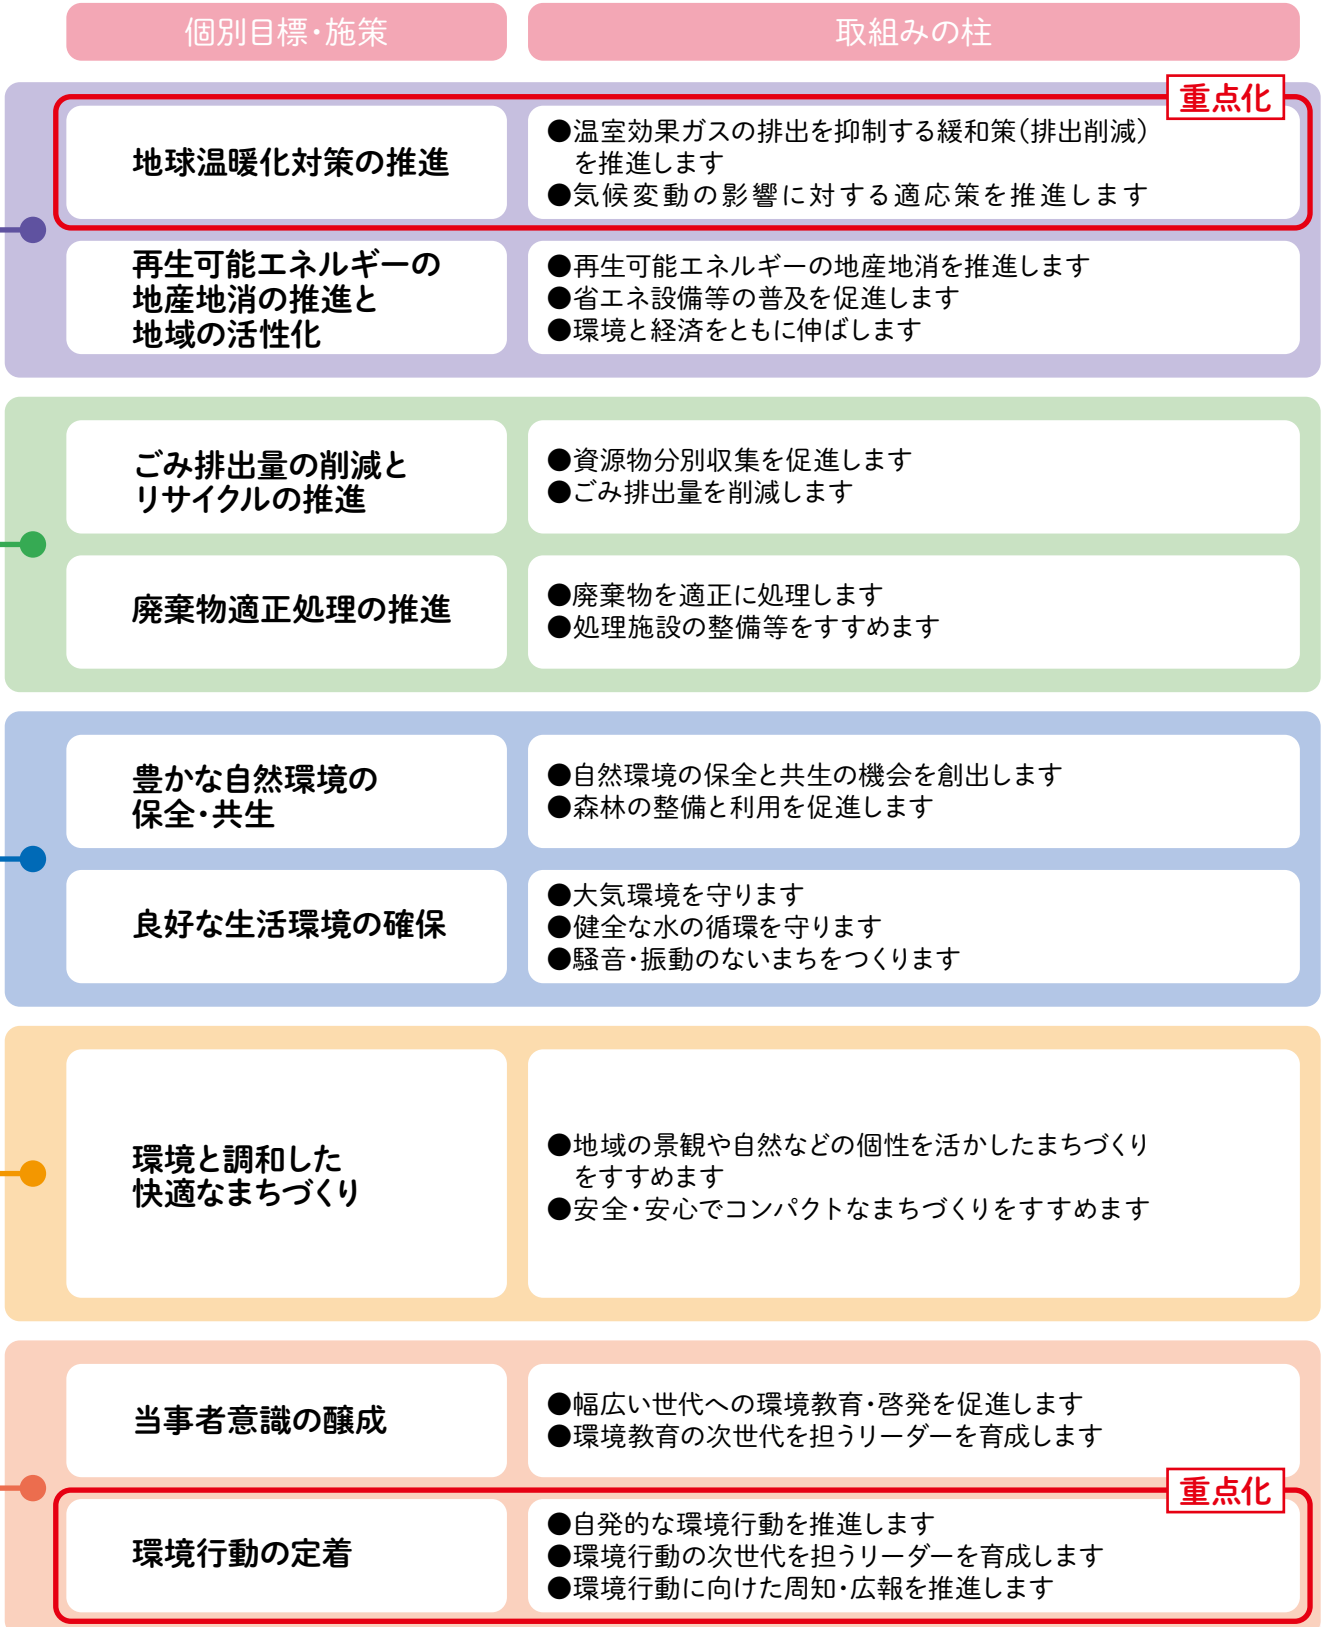 個別目標・施策
取組みの柱
重点化
地球温暖化対策の推進
●温室効果ガスの排出を抑制する緩和策（排出削減）
を推進します
●気候変動の影響に対する適応策を推進します
再生可能エネルギーの
地産地消の推進と
地域の活性化
●再生可能エネルギーの地産地消を推進します
●省エネ設備等の普及を促進します
●環境と経済をともに伸ばします
ごみ排出量の削減と
リサイクルの推進
●資源物分別収集を促進します
●ごみ排出量を削減します
廃棄物適正処理の推進
●廃棄物を適正に処理します
●処理施設の整備等をすすめます
豊かな自然環境の
保全・共生
●自然環境の保全と共生の機会を創出します
●森林の整備と利用を促進します
良好な生活環境の確保
●大気環境を守ります
●健全な水の循環を守ります
●騒音・振動のないまちをつくります
環境と調和した
快適なまちづくり
●地域の景観や自然などの個性を活かしたまちづくり
をすすめます
●安全・安心でコンパクトなまちづくりをすすめます
当事者意識の醸成
●幅広い世代への環境教育・啓発を促進します
●環境教育の次世代を担うリーダーを育成します
重点化
環境行動の定着
●自発的な環境行動を推進します
●環境行動の次世代を担うリーダーを育成します
●環境行動に向けた周知・広報を推進します